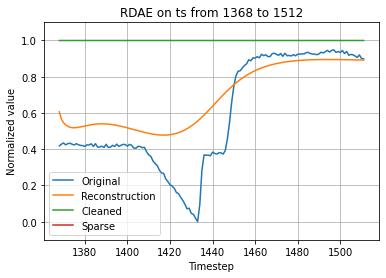 RDAE on ts from 1368 to 1512
Normalized value
1.0
0.8
0.6
0.4
0.2
0.0
Original
Reconstruction
Cleaned
Sparse
1380 1400 1420 1440 1460 1480 1500
Timestep